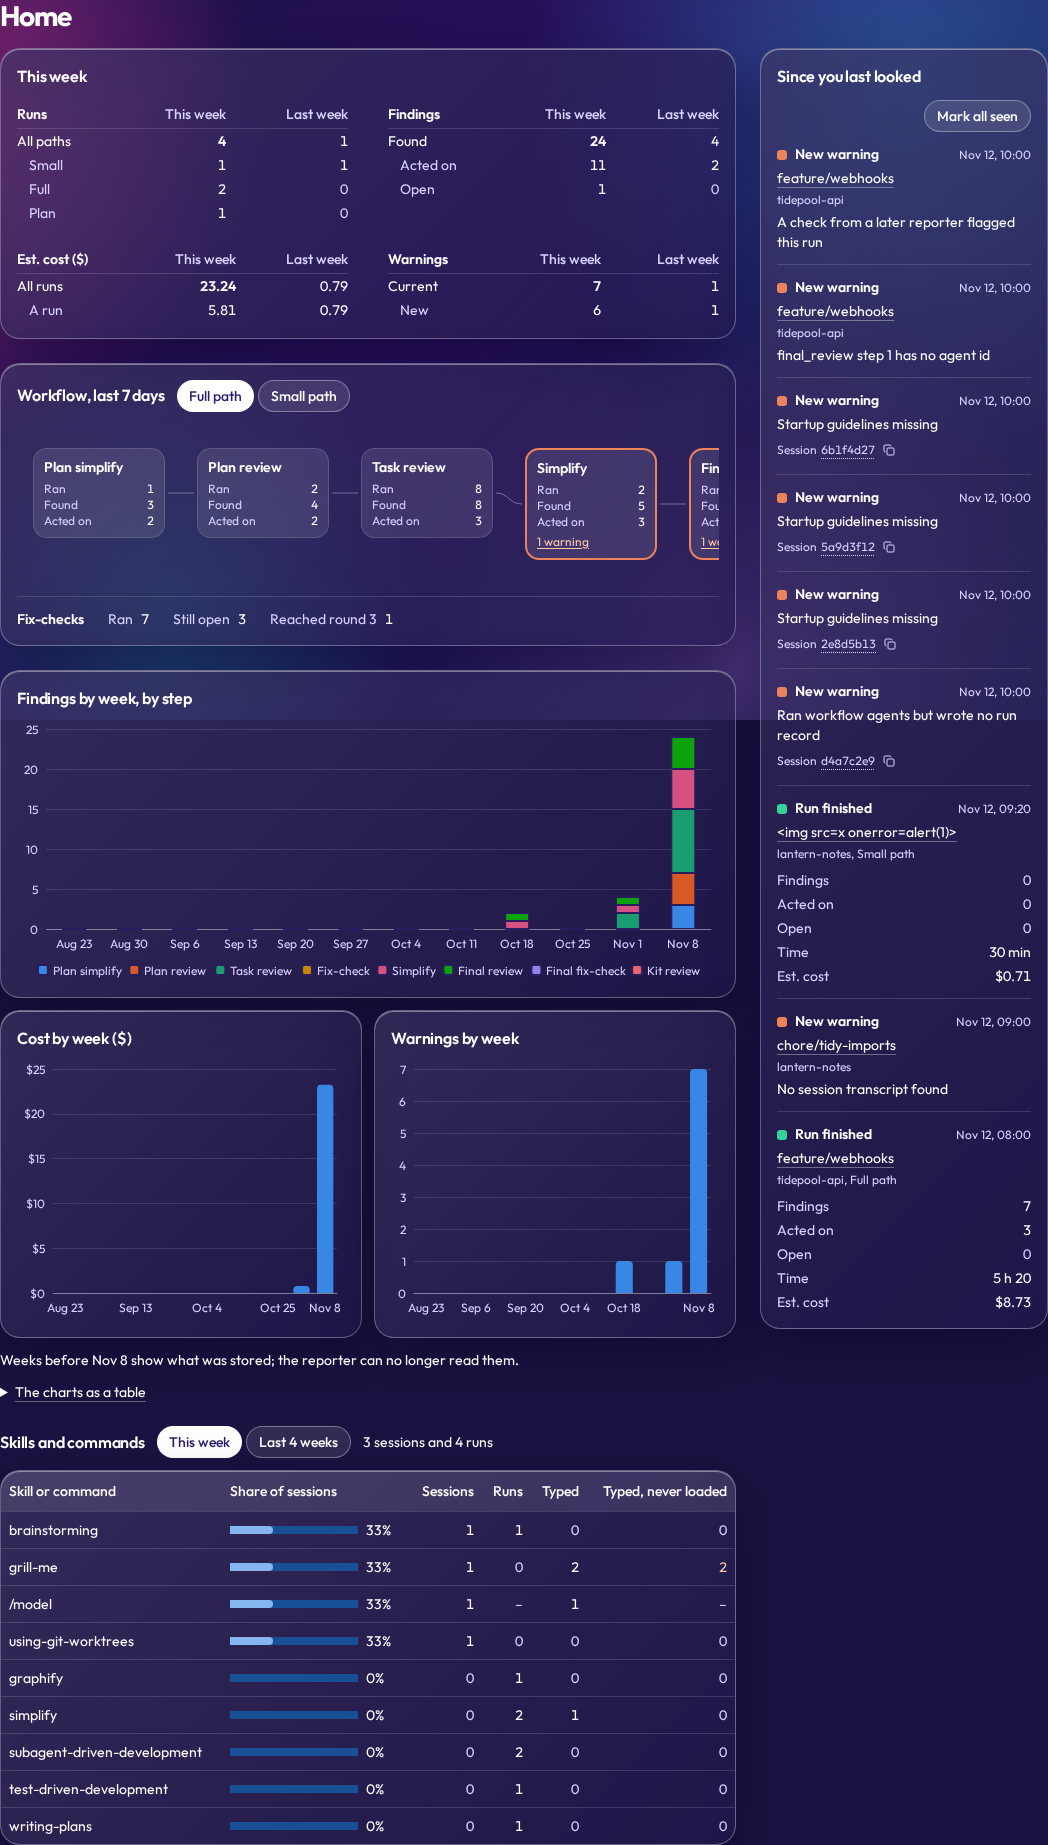 Home
This week
Runs This week Last week
All paths 4 1
Small 1 1
Full 2 0
Plan 1 0
Findings This week Last week
Found 24 4
Acted on 11 2
Open 1 0
Est. cost ($) This week Last week
All runs 23.24 0.79
A run 5.81 0.79
Warnings This week Last week
Current 7 1
New 6 1
Workflow, last 7 days Full path Small path
Plan simplify
Ran 1
Found 3
Acted on 2
Plan review
Ran 2
Found 4
Acted on 2
Task review
Ran 8
Found 8
Acted on 3
Simplify
Ran 2
Found 5
Acted on 3
1 warning
Fin
Ran
Fou
Act
1 wa
Fix-checks Ran 7 Still open 3 Reached round 3 1
Findings by week, by step
25
20
15
10
5
0
Aug 23 Aug 30 Sep 6 Sep 13 Sep 20 Sep 27 Oct 4 Oct 11 Oct 18 Oct 25 Nov 1 Nov 8
Plan simplify Plan review Task review Fix-check Simplify Final review Final fix-check Kit review
Cost by week ($)
$25
$20
$15
$10
$5
$0
Aug 23 Sep 13 Oct 4 Oct 25 Nov 8
Warnings by week
7
6
5
4
3
2
1
0
Aug 23 Sep 6 Sep 20 Oct 4 Oct 18 Nov 8
Weeks before Nov 8 show what was stored; the reporter can no longer read them.
The charts as a table
Skills and commands This week Last 4 weeks 3 sessions and 4 runs
Skill or command Share of sessions Sessions Runs Typed Typed, never loaded
brainstorming 33% 1 1 0 0
grill-me 33% 1 0 2 2
/model 33% 1 – 1 –
using-git-worktrees 33% 1 0 0 0
graphify 0% 0 1 0 0
simplify 0% 0 2 1 0
subagent-driven-development 0% 0 2 0 0
test-driven-development 0% 0 1 0 0
writing-plans 0% 0 1 0 0
Since you last looked
Mark all seen
New warning Nov 12, 10:00
feature/webhooks
tidepool-api
A check from a later reporter flagged
this run
New warning Nov 12, 10:00
feature/webhooks
tidepool-api
final_review step 1 has no agent id
New warning Nov 12, 10:00
Startup guidelines missing
Session 6b1f4d27
New warning Nov 12, 10:00
Startup guidelines missing
Session 5a9d3f12
New warning Nov 12, 10:00
Startup guidelines missing
Session 2e8d5b13
New warning Nov 12, 10:00
Ran workflow agents but wrote no run
record
Session d4a7c2e9
Run finished Nov 12, 09:20
<img src=x onerror=alert(1)>
lantern-notes, Small path
Findings 0
Acted on 0
Open 0
Time 30 min
Est. cost $0.71
New warning Nov 12, 09:00
chore/tidy-imports
lantern-notes
No session transcript found
Run finished Nov 12, 08:00
feature/webhooks
tidepool-api, Full path
Findings 7
Acted on 3
Open 0
Time 5 h 20
Est. cost $8.73